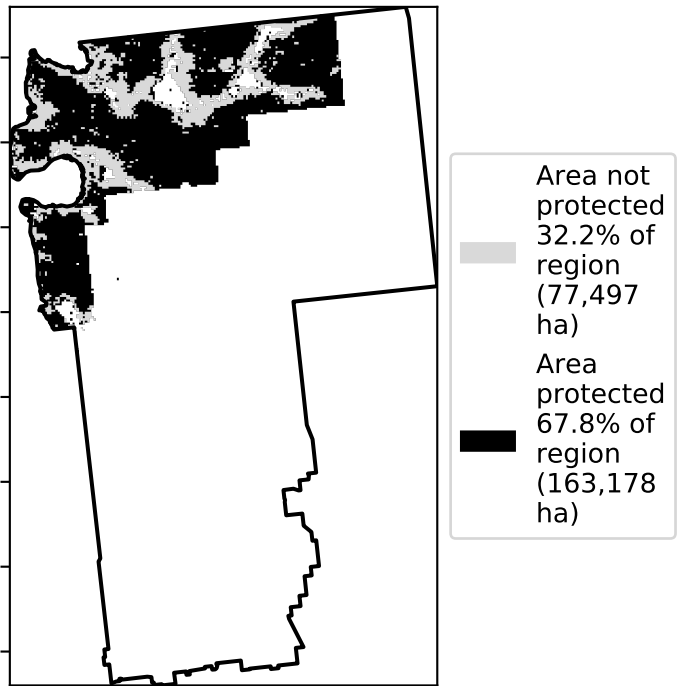 Area not
protected
32.2% of
region
(77,497
ha)
Area
protected
67.8% of
region
(163,178
ha)